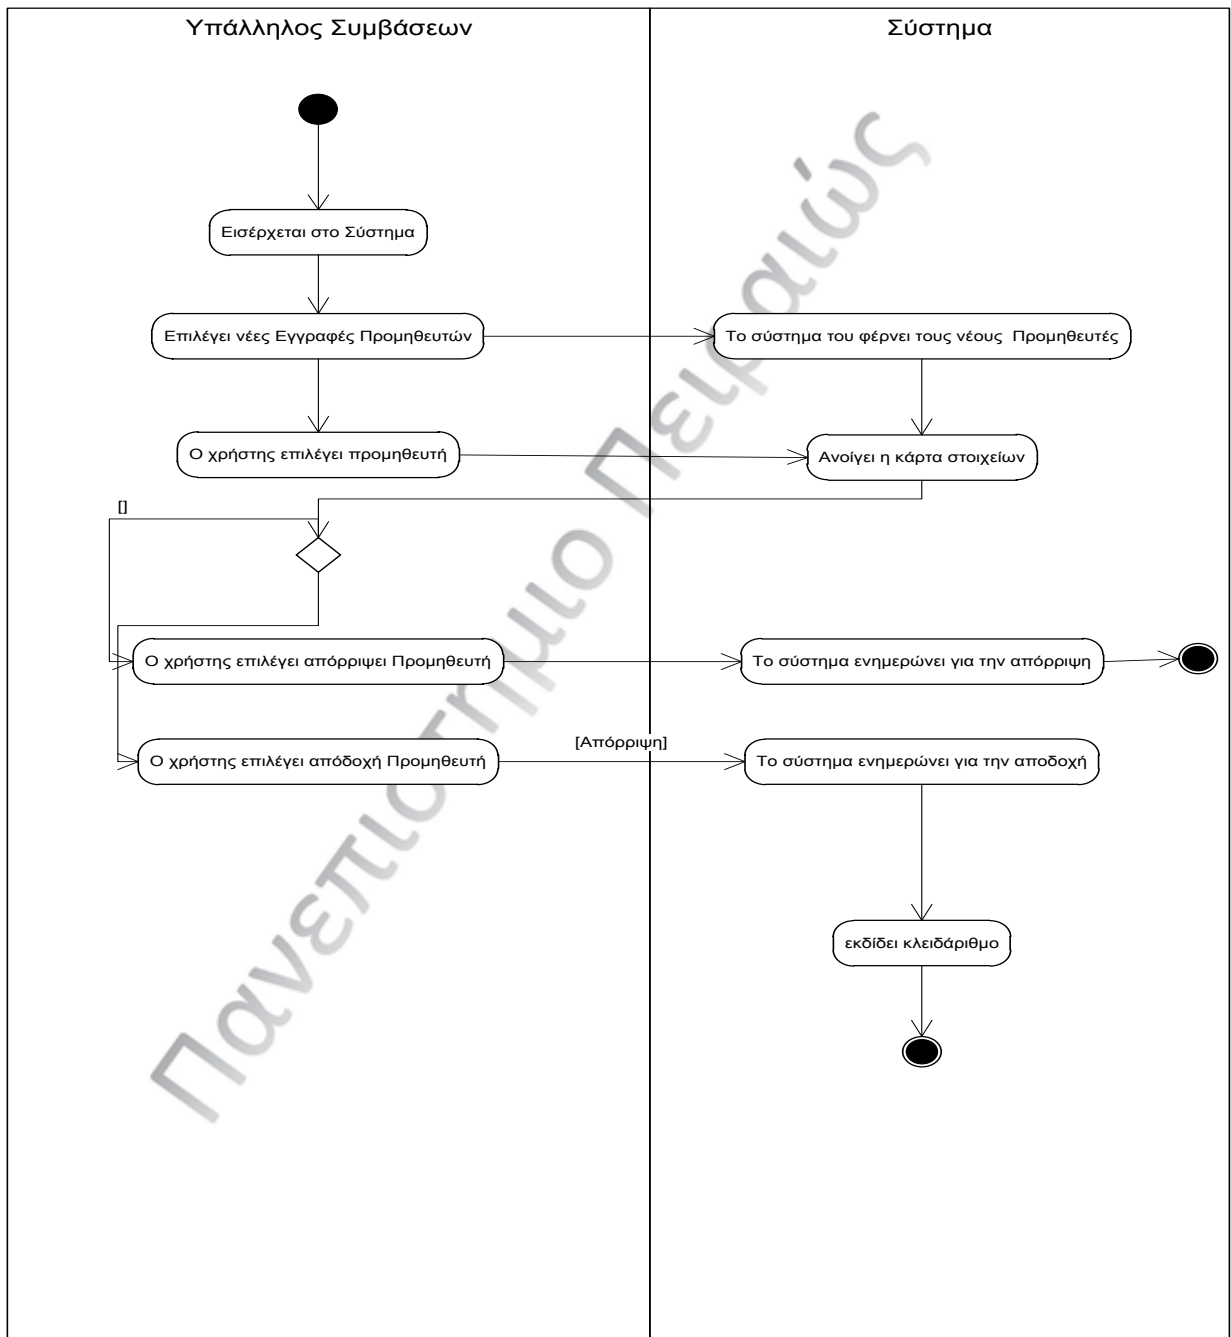 Υπάλληλος Συμβάσεων
Σύστημα
Εισέρχεται στο Σύστημα
Επιλέγει νέες Εγγραφές Προμηθευτών
Το σύστημα του φέρνει τους νέους Προμηθευτές
Ο χρήστης επιλέγει προμηθευτή
Ανοίγει η κάρτα στοιχείων
[]
Ο χρήστης επιλέγει απόρριψει Προμηθευτή
Το σύστημα ενημερώνει για την απόρριψη
[Απόρριψη]
Ο χρήστης επιλέγει απόδοχή Προμηθευτή
Το σύστημα ενημερώνει για την αποδοχή
εκδίδει κλειδάριθμο
Πανεπιστήμιο Πειραιώς